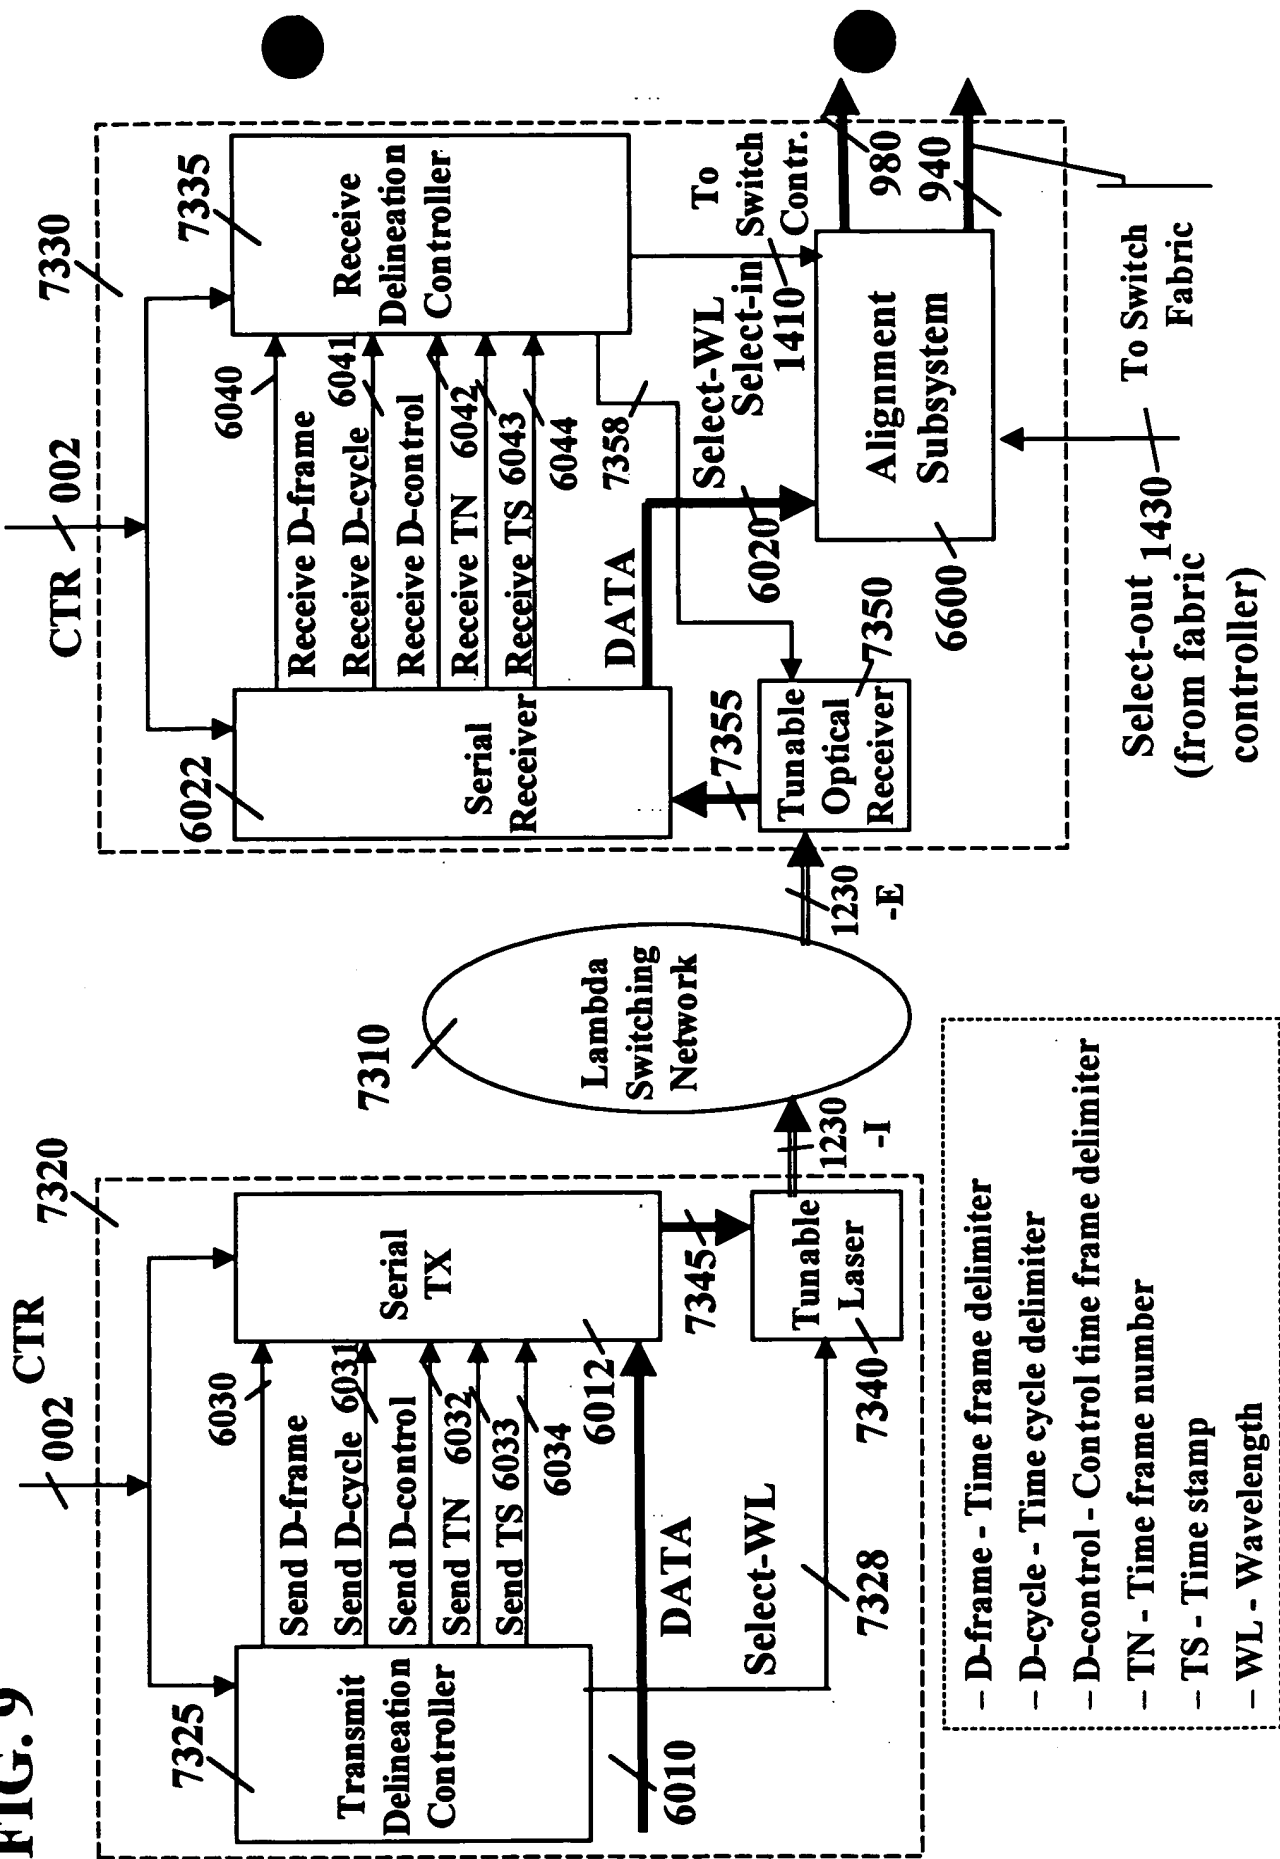 FIG. 9
002 CTR
7320
7325
Transmit
Delineation
Controller
6030
Send D-frame
Send D-cycle 6031
Send D-control
Send TN 6032
Send TS 6033
6034
Serial
TX
6012
6010
DATA
Select-WL
7328
7345
Tunable
Laser
7340
1230
-I
7310
Lambda
Switching
Network
1230
-E
CTR 002
7330
6022
Serial
Receiver
6040
Receive D-frame
Receive D-cycle 6041
Receive D-control
Receive TN 6042
Receive TS 6043
6044
7335
Receive
Delineation
Controller
DATA
7358
7355
Tunable
Optical
Receiver
7350
6020
Select-WL
Select-in
1410
To
Switch
Contr.
980
940
Alignment
Subsystem
6600
To Switch
Fabric
Select-out 1430
(from fabric
controller)
– D-frame - Time frame delimiter
– D-cycle - Time cycle delimiter
– D-control - Control time frame delimiter
– TN - Time frame number
– TS - Time stamp
– WL - Wavelength